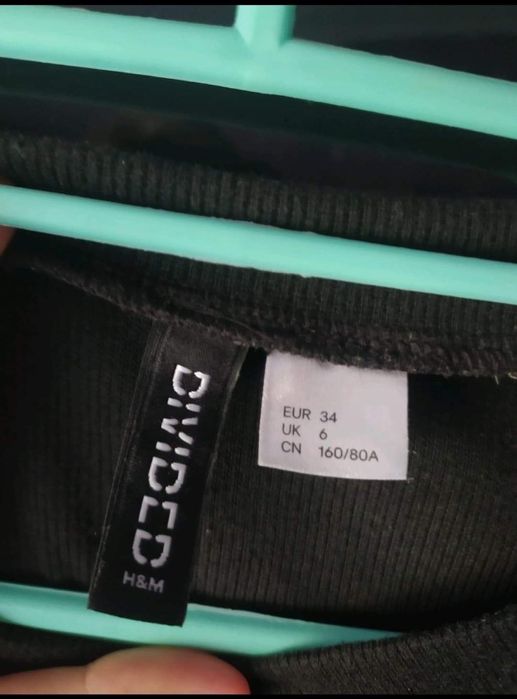 DIVIDED
H&M
EUR 34
UK 6
CN 160/80A